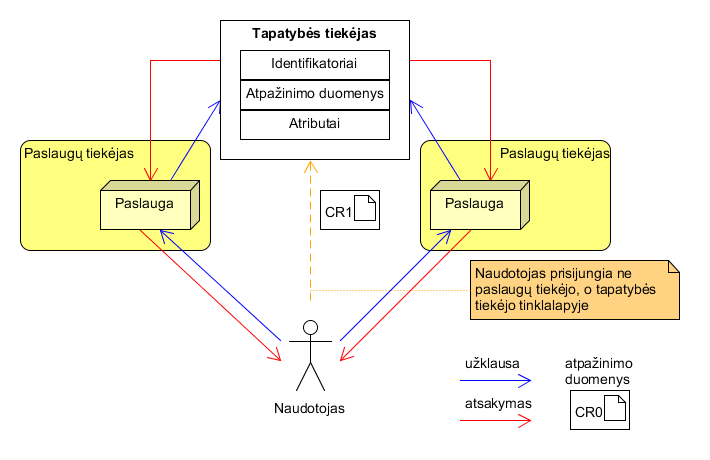 Tapatybės tiekėjas
Identifikatoriai
Atpažinimo duomenys
Atributai
Paslaugų tiekėjas
Paslauga
Paslaugų tiekėjas
Paslauga
CR1
Naudotojas prisijungia ne
paslaugų tiekėjo, o tapatybės
tiekėjo tinklalapyje
Naudotojas
užklausa
atsakymas
atpažinimo
duomenys
CR0